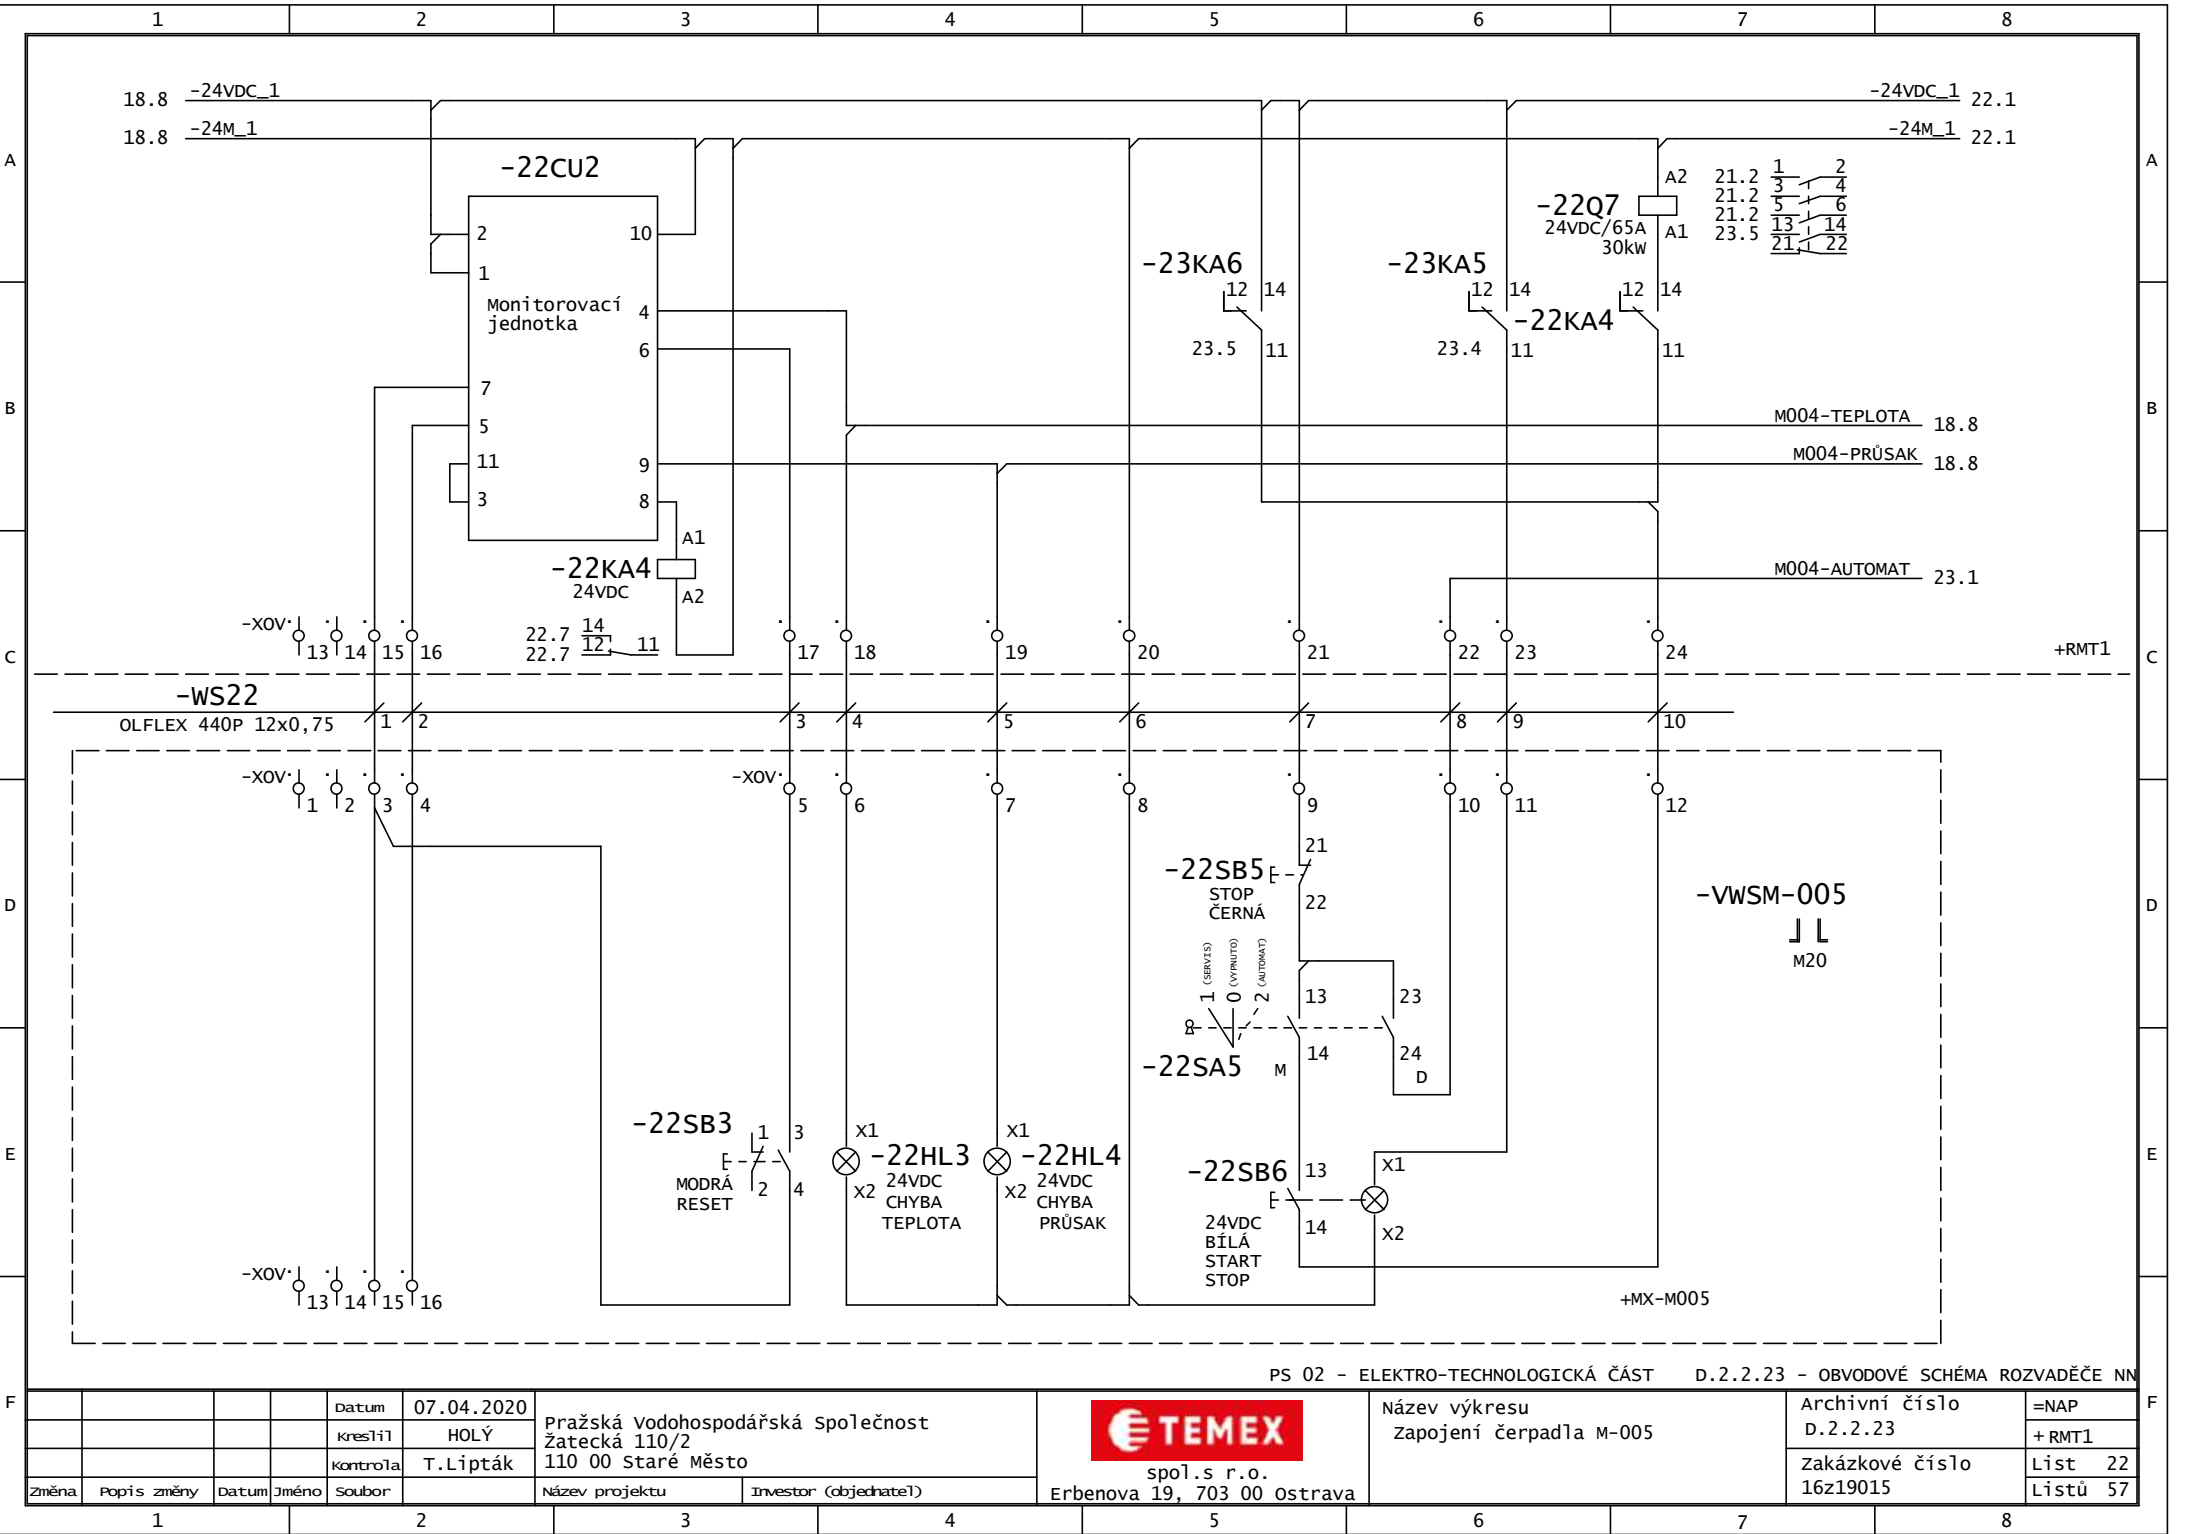 1 2 3 4 5 6 7 8
18.8 -24VDC_1 -24VDC_1 22.1
18.8 -24M_1 -24M_1 22.1
A A
-22CU2
2 10
1
Monitorovací
jednotka
4
6
7
5
11 9
3 8
A1
-22KA4
24VDC
A2
22.7 14
22.7 12 11
-23KA6
12 14
23.5 11
-23KA5
12 14
23.4 11
-22Q7
24VDC/65A
30kW
A2
A1
21.2 1 2
21.2 3 4
21.2 5 6
23.5 13 14
21 22
-22KA4
12 14
11
B B
M004-TEPLOTA 18.8
M004-PRŮSAK 18.8
M004-AUTOMAT 23.1
-XOV
13 14 15 16 17 18 19 20 21 22 23 24
+RMT1
C C
-WS22
OLFLEX 440P 12x0,75
1 2 3 4 5 6 7 8 9 10
-XOV -XOV
1 2 3 4 5 6 7 8 9 10 11 12
-22SB5
STOP
ČERNÁ
21
22
-VWSM-005
M20
D D
1 (SERVIS)
0 (VYPNUTO)
2 (AUTOMAT)
13 23
14 24
-22SA5 M D
-22SB3
MODRÁ
RESET
1 3
2 4
X1
-22HL3
24VDC
X2 CHYBA
TEPLOTA
X1
-22HL4
24VDC
X2 CHYBA
PRŮSAK
-22SB6
24VDC
BÍLÁ
START
STOP
13
14
X1
X2
E E
-XOV
13 14 15 16
+MX-M005
PS 02 - ELEKTRO-TECHNOLOGICKÁ ČÁST D.2.2.23 - OBVODOVÉ SCHÉMA ROZVADĚČE NN
F F
Datum 07.04.2020
Kreslil HOLÝ
Kontrola T.Lipták
Změna Popis změny Datum Jméno Soubor
Pražská Vodohospodářská Společnost
Žatecká 110/2
110 00 Staré Město
Název projektu Investor (objednatel)
TEMEX
spol.s r.o.
Erbenova 19, 703 00 Ostrava
Název výkresu
Zapojení čerpadla M-005
Archivní číslo
D.2.2.23
Zakázkové číslo
16z19015
=NAP
+ RMT1
List 22
Listů 57
1 2 3 4 5 6 7 8